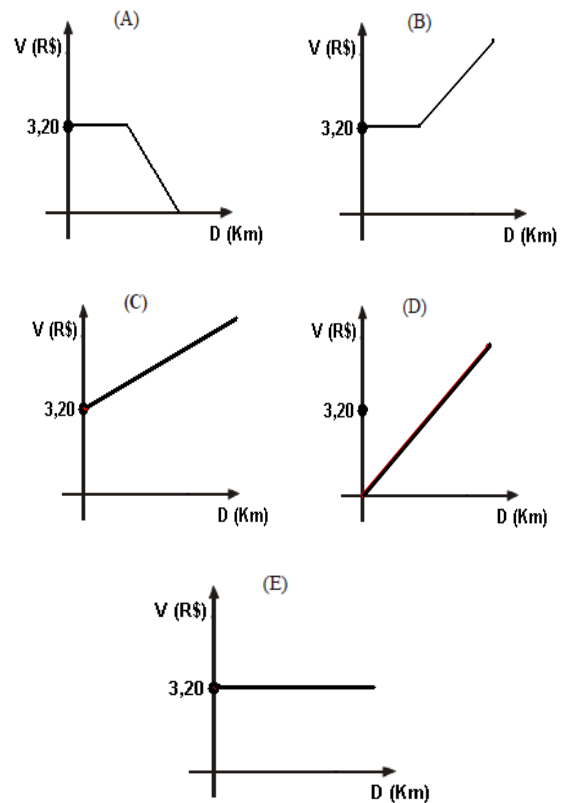 (A)
V (R$)
3,20
D (Km)
(B)
V (R$)
3,20
D (Km)
(C)
V (R$)
3,20
D (Km)
(D)
V (R$)
3,20
D (Km)
(E)
V (R$)
3,20
D (Km)